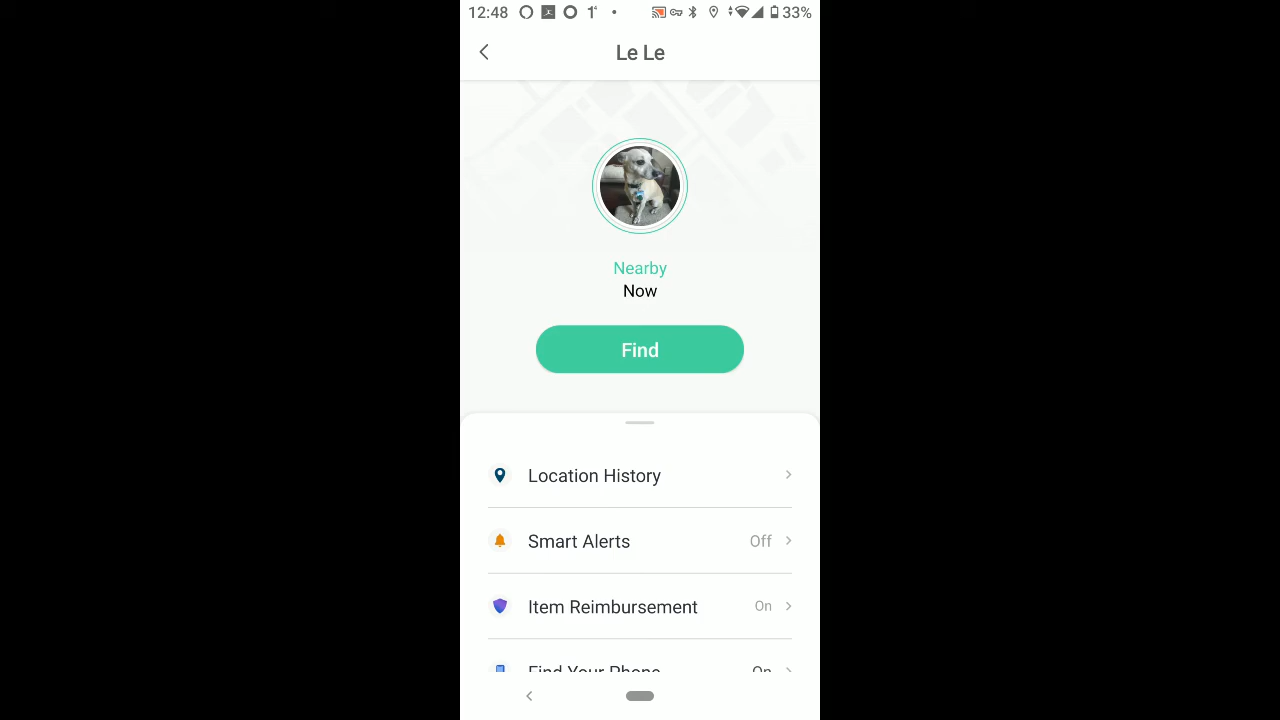 12:48 33%
Le Le
Nearby
Now
Find
Location History
Smart Alerts Off
Item Reimbursement On
Find Your Phone On